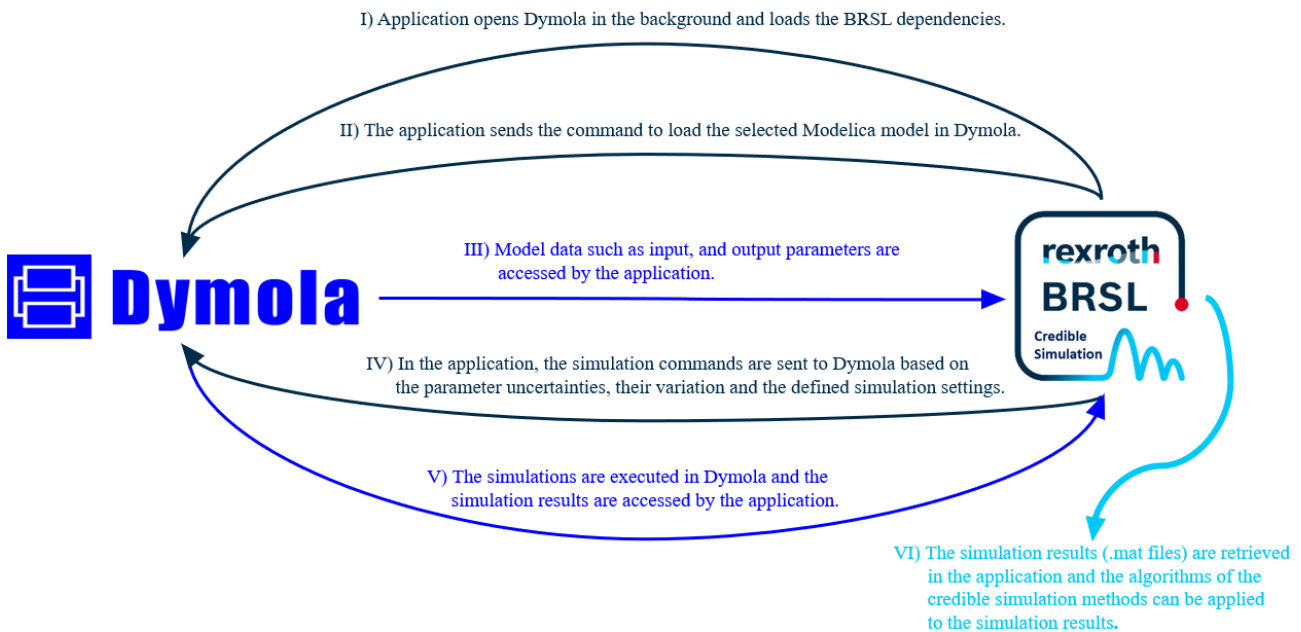 I) Application opens Dymola in the background and loads the BRSL dependencies.
II) The application sends the command to load the selected Modelica model in Dymola.
III) Model data such as input, and output parameters are
accessed by the application.
Dymola
rexroth
BRSL
Credible
Simulation
IV) In the application, the simulation commands are sent to Dymola based on
the parameter uncertainties, their variation and the defined simulation settings.
V) The simulations are executed in Dymola and the
simulation results are accessed by the application.
VI) The simulation results (.mat files) are retrieved
in the application and the algorithms of the
credible simulation methods can be applied
to the simulation results.